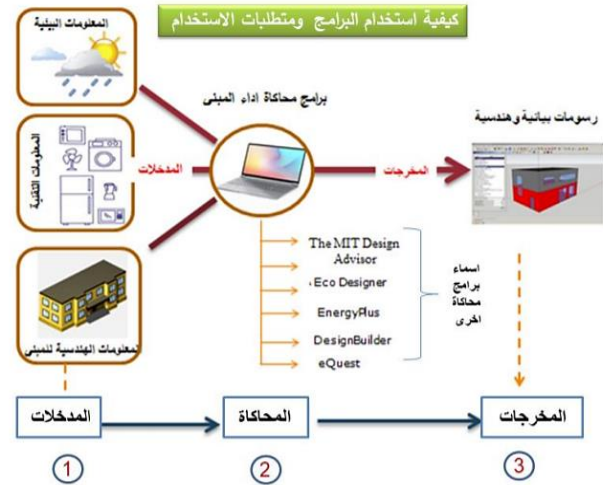 كيفية استخدام البرامج ومتطلبات الاستخدام
المعلومات البيئية
برامج محاكاة اداء المبنى
رسومات بيانية وهندسية
المعلومات التقنية
المدخلات
المخرجات
The MIT Design
Advisor
Eco Designer
EnergyPlus
DesignBuilder
eQuest
اسماء
برامج
محاكاة
اخرى
المعلومات الهندسية للمبنى
المدخلات
المحاكاة
المخرجات
1
2
3